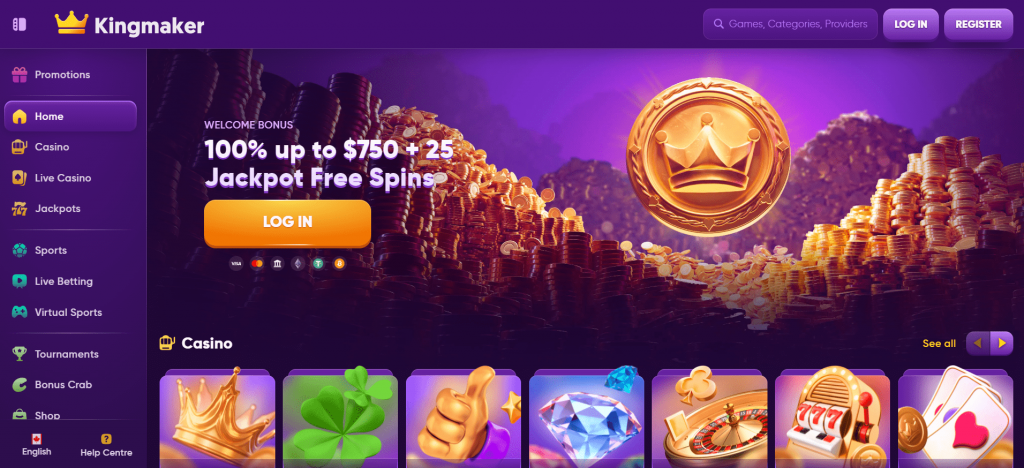 Kingmaker
Games, Categories, Providers
LOG IN
REGISTER
Promotions
Home
Casino
Live Casino
Jackpots
Sports
Live Betting
Virtual Sports
Tournaments
Bonus Crab
Shop
English
?
Help Centre
WELCOME BONUS
100% up to $750 + 25
Jackpot Free Spins
LOG IN
VISA
Casino
See all
777